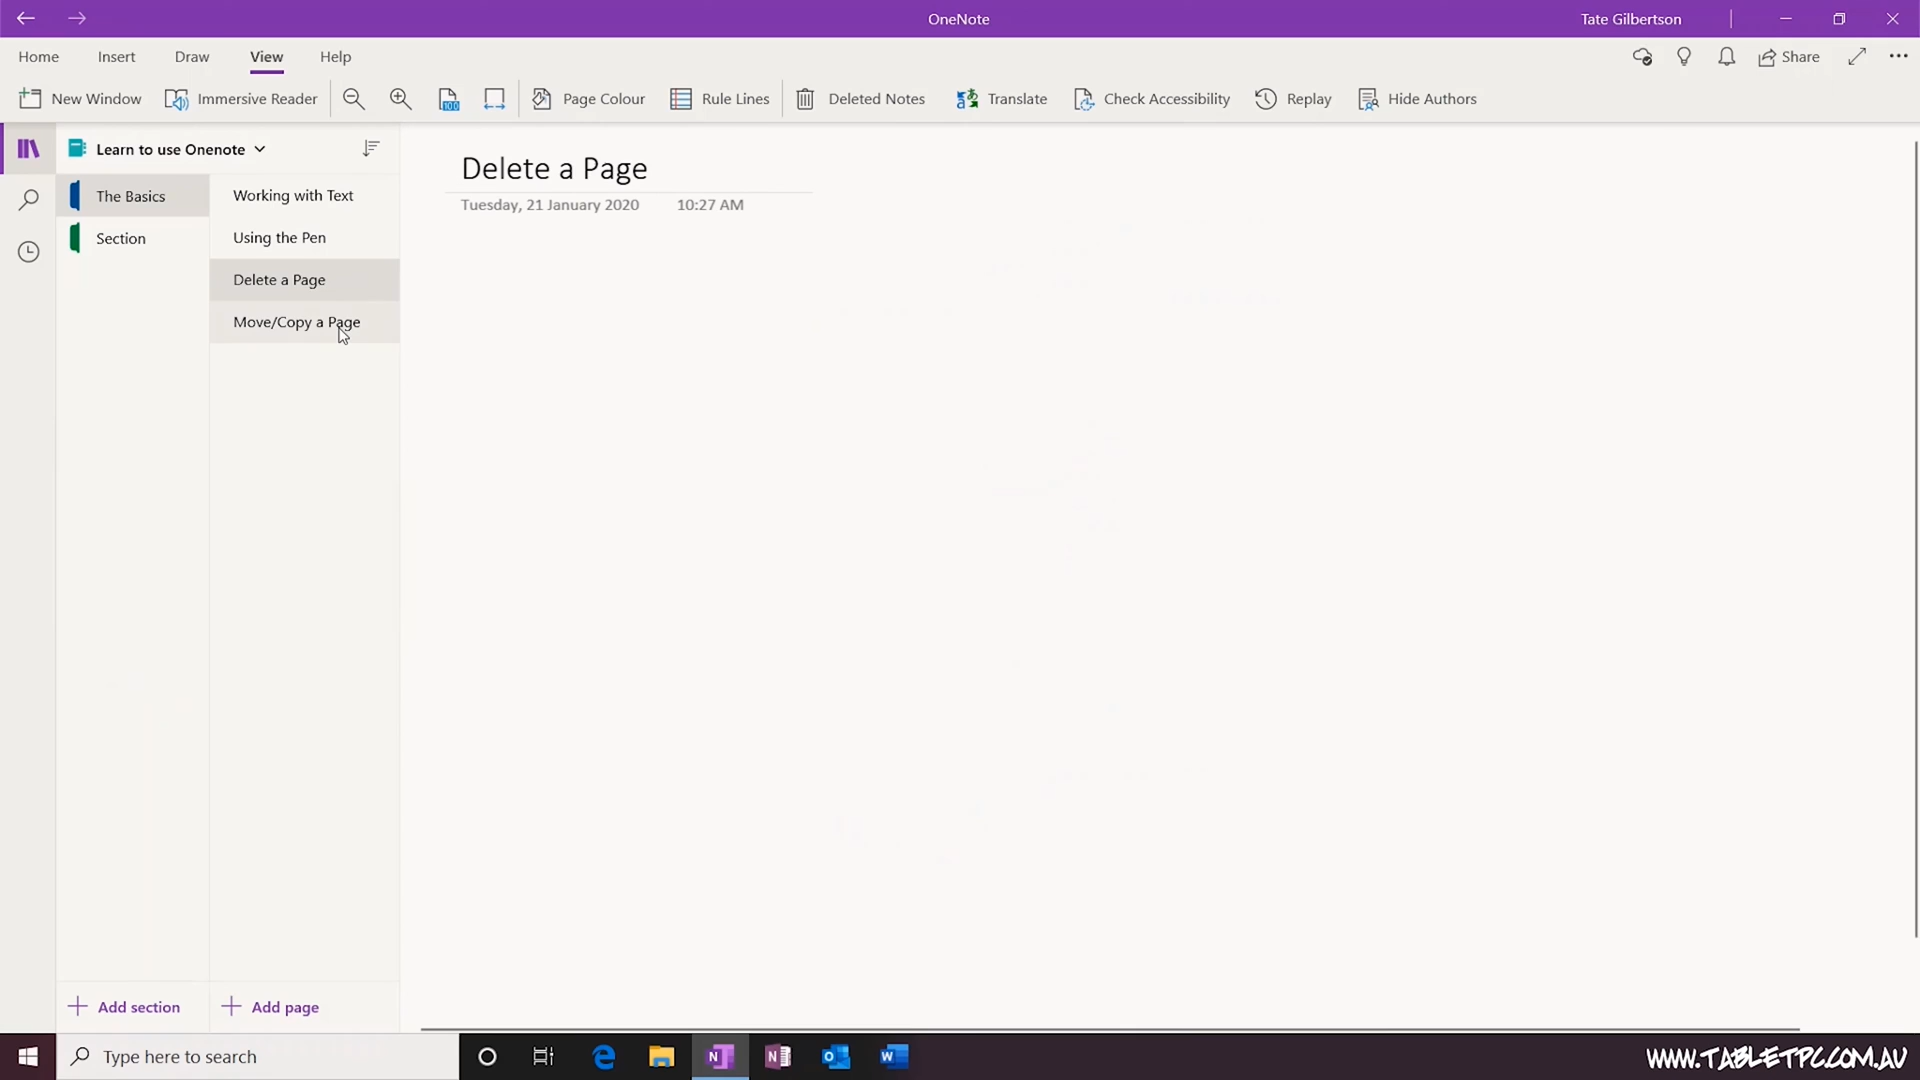 OneNote
Tate Gilbertson
Home Insert Draw View Help
Share
New Window Immersive Reader 100 Page Colour Rule Lines Deleted Notes Translate Check Accessibility Replay Hide Authors
Learn to use Onenote
The Basics
Section
Working with Text
Using the Pen
Delete a Page
Move/Copy a Page
Delete a Page
Tuesday, 21 January 2020 10:27 AM
Add section
Add page
Type here to search
WWW.TABLETPC.COM.AU